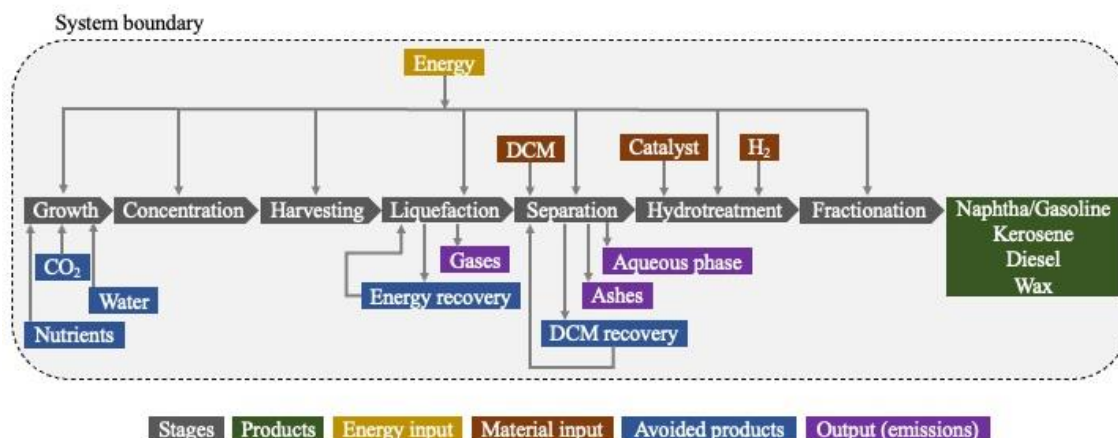 System boundary
Energy
DCM
Catalyst
H₂
Growth
Concentration
Harvesting
Liquefaction
Separation
Hydrotreatment
Fractionation
Naphtha/Gasoline
Kerosene
Diesel
Wax
CO₂
Water
Nutrients
Gases
Energy recovery
Aqueous phase
Ashes
DCM recovery
Stages
Products
Energy input
Material input
Avoided products
Output (emissions)